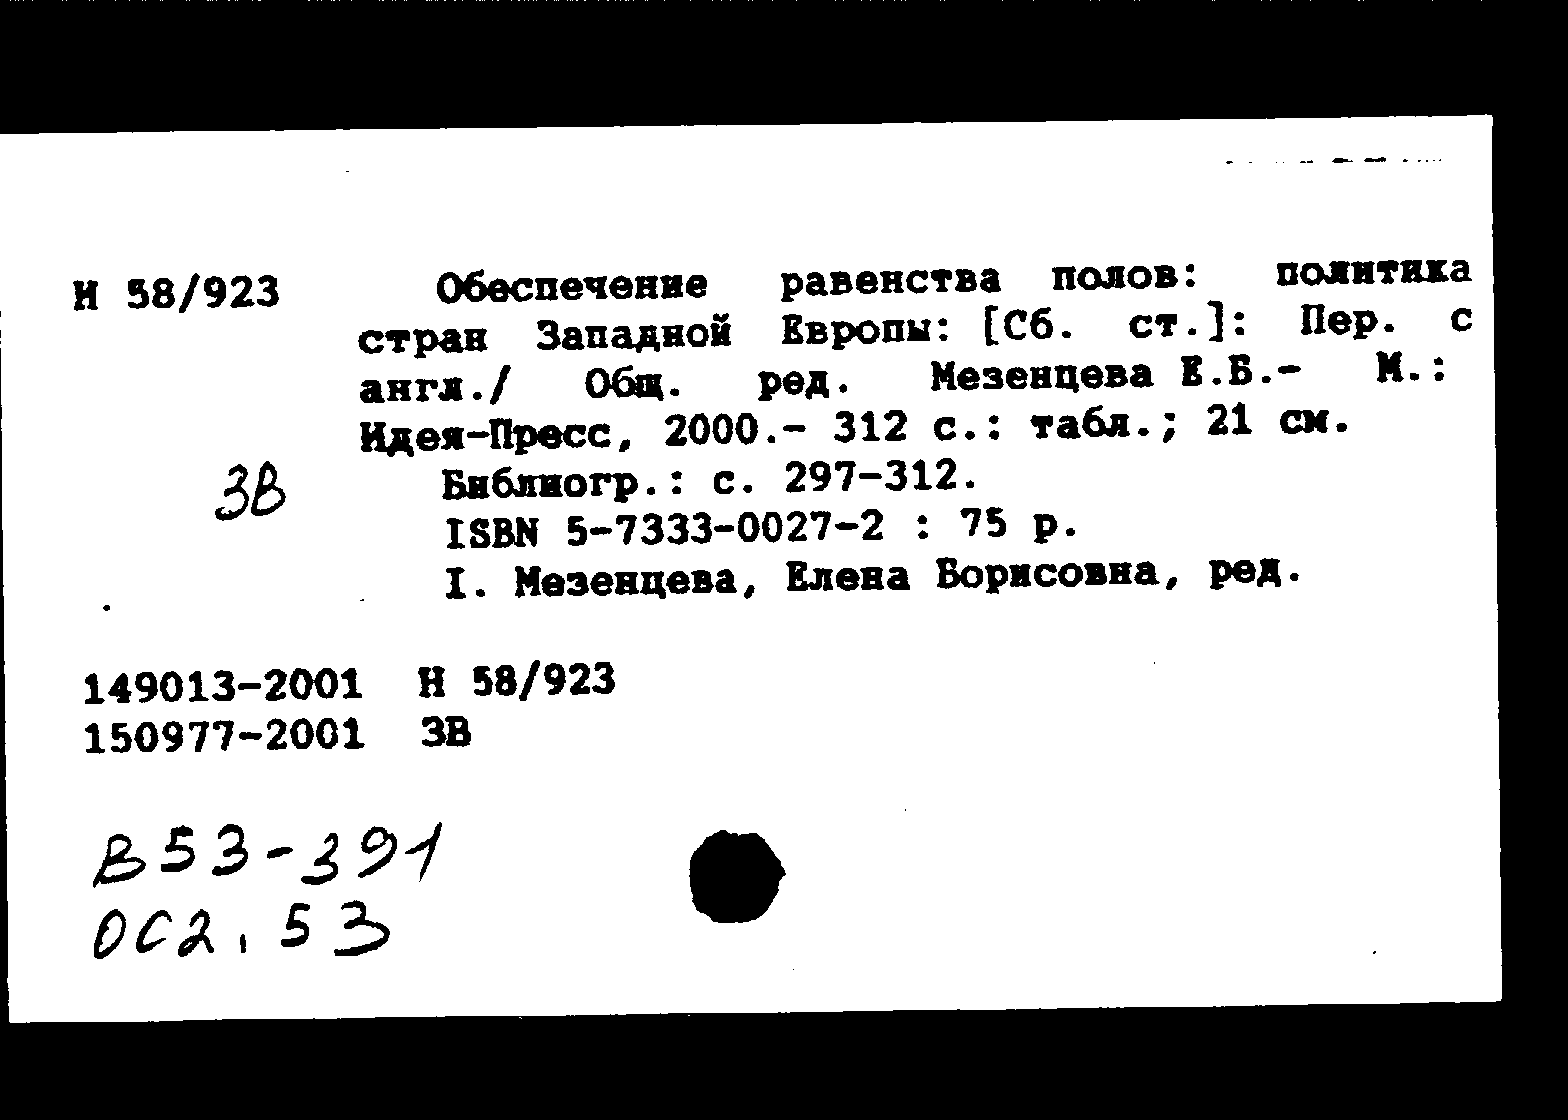 Н 58/923 Обеспечение равенства полов: политика
стран Западной Европы: [Сб. ст.]: Пер. с
англ./ Общ. ред. Мезенцева Е.Б.- М.:
Идея-Пресс, 2000.- 312 с.: табл.; 21 см.
ЗВ
Библиогр.: с. 297-312.
ISBN 5-7333-0027-2 : 75 р.
I. Мезенцева, Елена Борисовна, ред.
149013-2001 Н 58/923
150977-2001 ЗВ
В53-391
ОС2.53